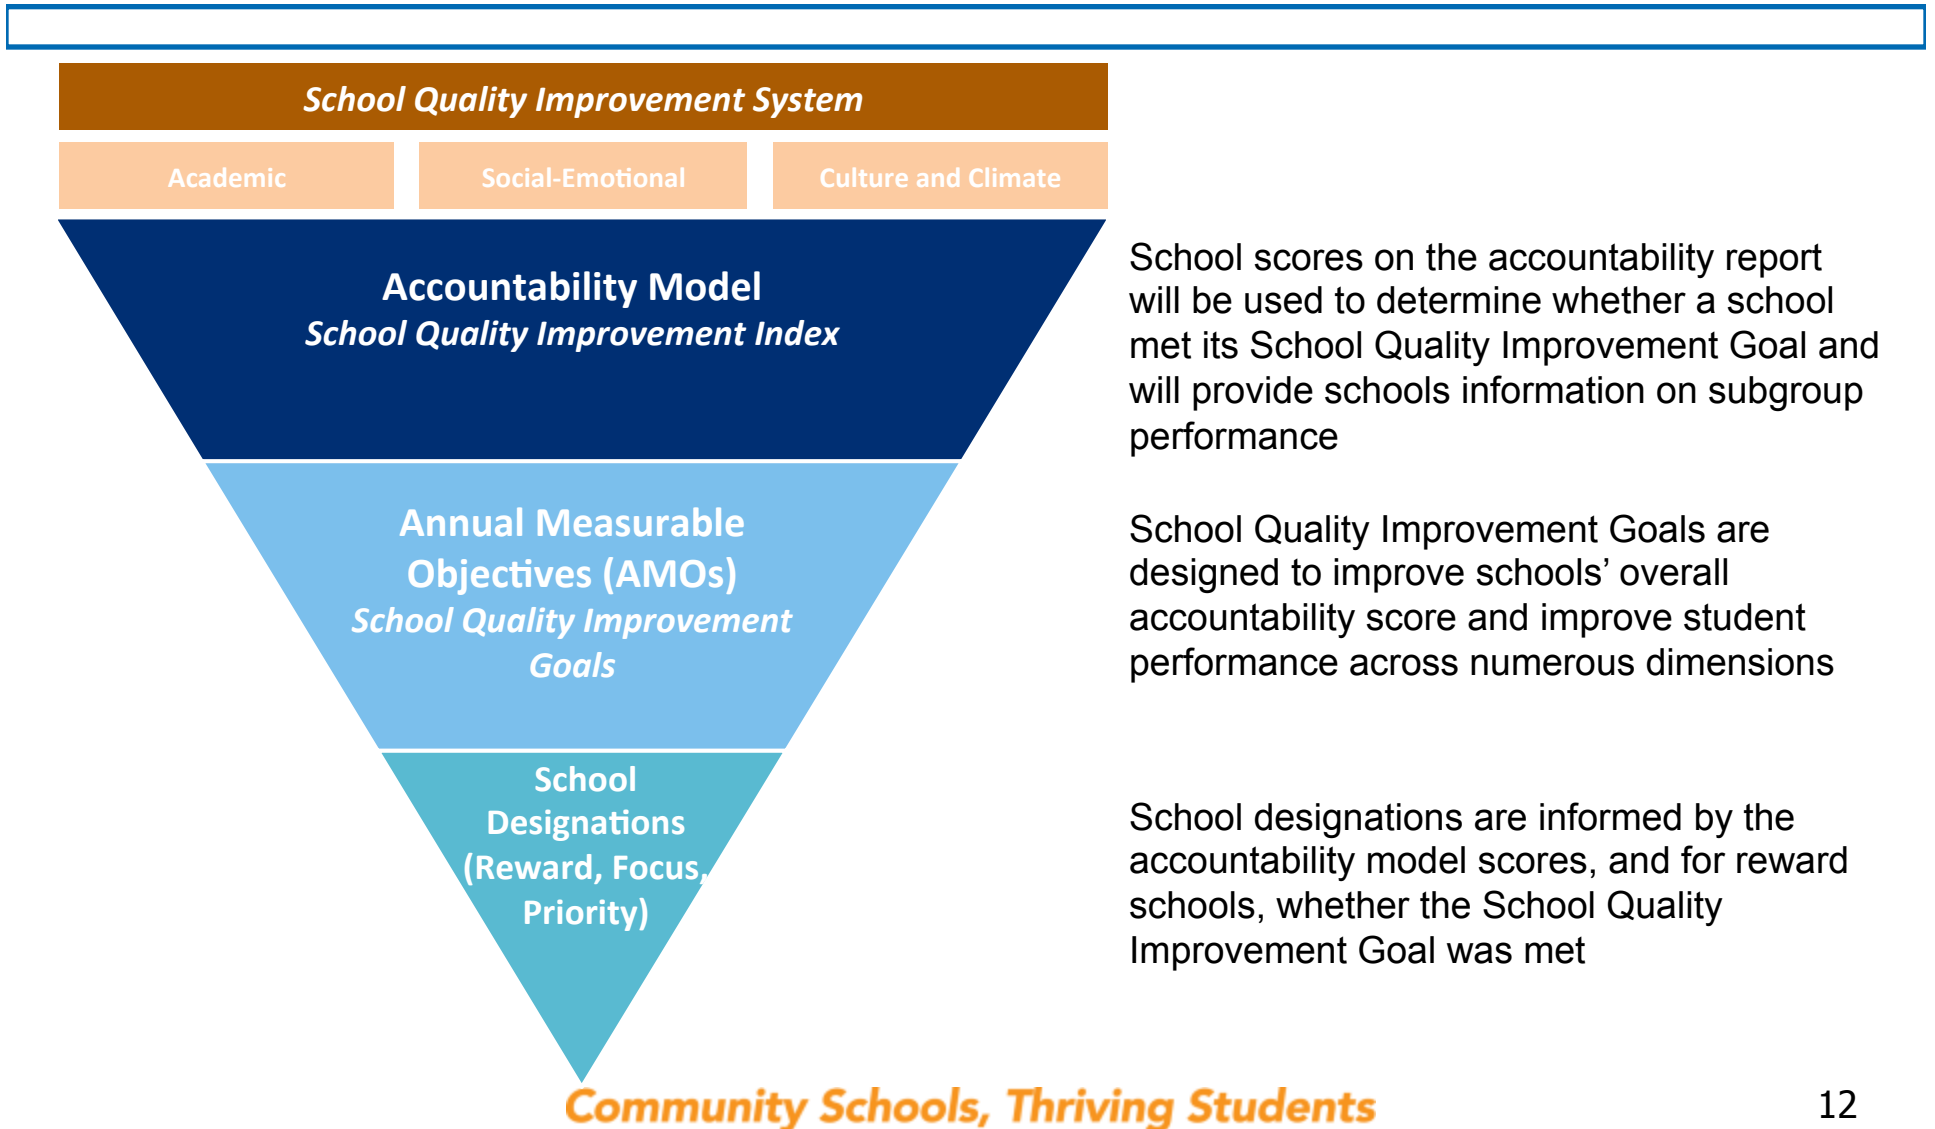 School Quality Improvement System
Academic
Social-Emotional
Culture and Climate
Accountability Model
School Quality Improvement Index
School scores on the accountability report
will be used to determine whether a school
met its School Quality Improvement Goal and
will provide schools information on subgroup
performance
Annual Measurable
Objectives (AMOs)
School Quality Improvement
Goals
School Quality Improvement Goals are
designed to improve schools’ overall
accountability score and improve student
performance across numerous dimensions
School
Designations
(Reward, Focus,
Priority)
School designations are informed by the
accountability model scores, and for reward
schools, whether the School Quality
Improvement Goal was met
Community Schools, Thriving Students
12